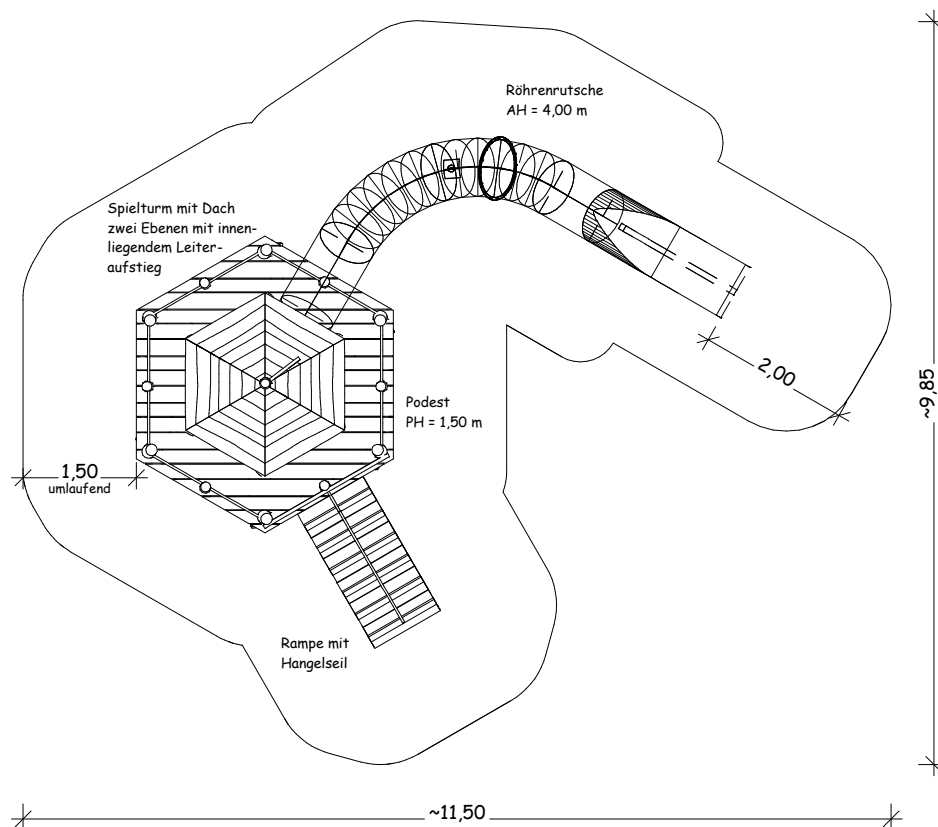 Röhrenrutsche
AH = 4,00 m
Spielturm mit Dach
zwei Ebenen mit innen-
liegendem Leiter-
aufstieg
2,00
~9,85
Podest
PH = 1,50 m
1,50
umlaufend
Rampe mit
Hangelseil
~11,50